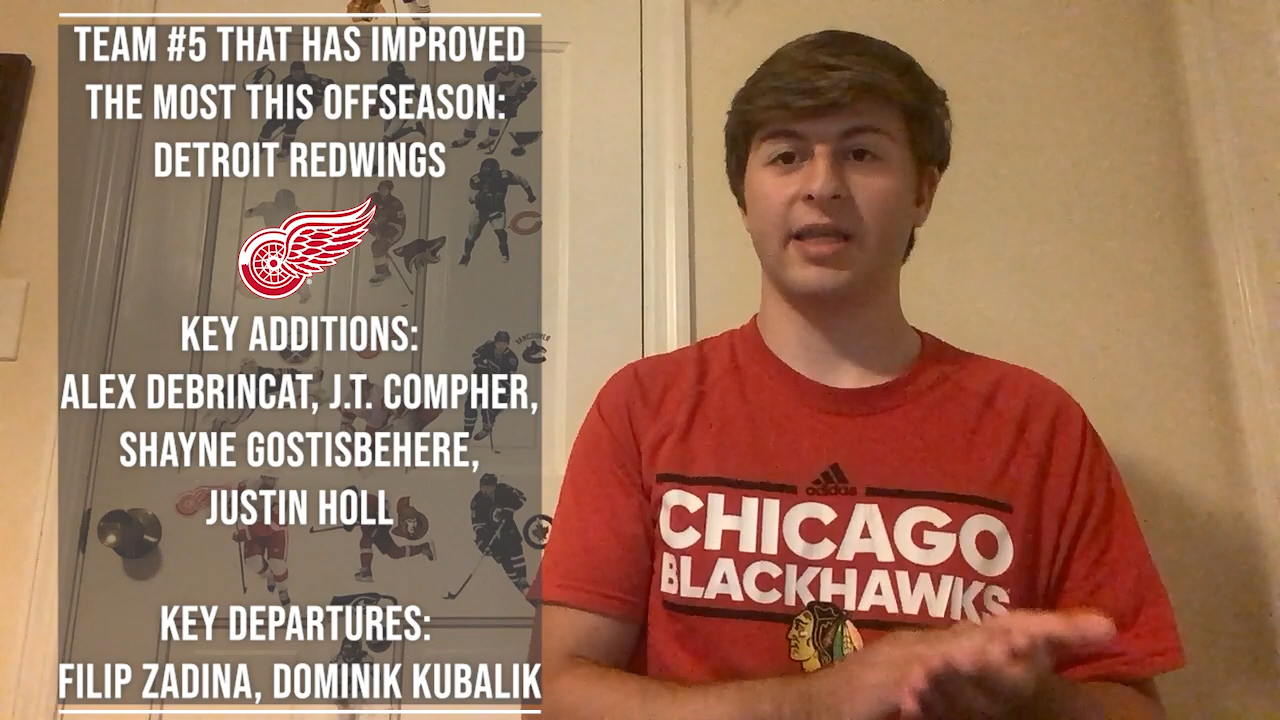 TEAM #5 THAT HAS IMPROVED
THE MOST THIS OFFSEASON:
DETROIT REDWINGS
KEY ADDITIONS:
ALEX DEBRINCAT, J.T. COMPHER,
SHAYNE GOSTISBEHERE,
JUSTIN HOLL
KEY DEPARTURES:
FILIP ZADINA, DOMINIK KUBALIK
VANCOUVER
adidas
CHICAGO
BLACKHAWKS